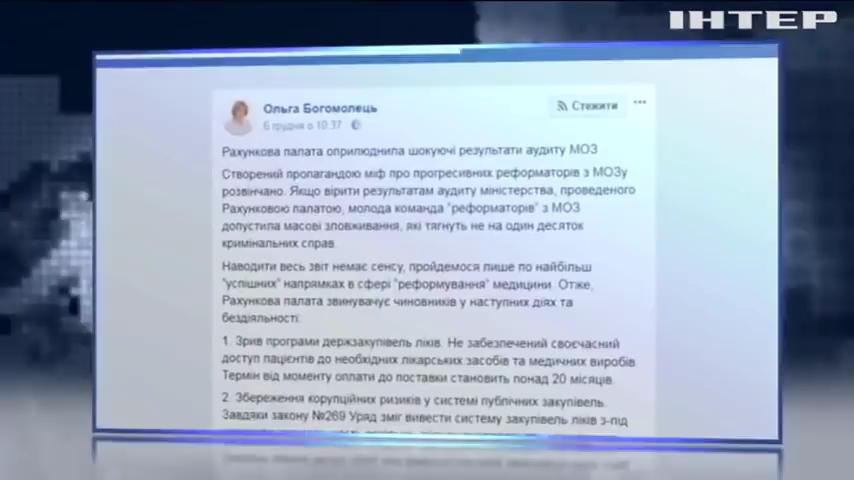 ІНТЕР
Ольга Богомолець
Стежити
6 грудня о 10:37
Рахункова палата оприлюднила шокуючі результати аудиту МОЗ
Створений пропагандою міф про прогресивних реформаторів з МОЗу
розвінчано. Якщо вірити результатам аудиту міністерства, проведеного
Рахунковою палатою, молода команда "реформаторів" з МОЗ
допустила масові зловживання, які тягнуть не на один десяток
кримінальних справ.
Наводити весь звіт немає сенсу, пройдемося лише по найбільш
"успішних" напрямках в сфері "реформування" медицини. Отже,
Рахункова палата звинувачує чиновників у наступних діях та
бездіяльності:
1. Зрив програми держзакупівель ліків. Не забезпечений своєчасний
доступ пацієнтів до необхідних лікарських засобів та медичних виробів.
Термін від моменту оплати до поставки становить понад 20 місяців.
2. Збереження корупційних ризиків у системі публічних закупівель.
Завдяки закону №269 Уряд зміг вивести систему закупівель ліків з-під